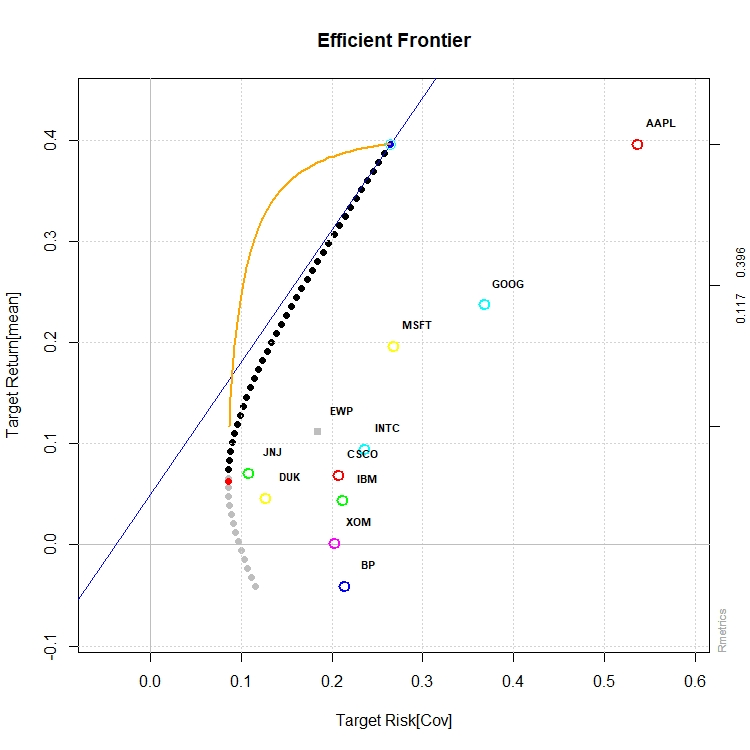 Efficient Frontier
AAPL
GOOG
MSFT
EWP
INTC
JNJ
CSCO
DUK
IBM
XOM
BP
0.4
0.3
0.2
0.1
0.0
-0.1
Target Return[mean]
0.0 0.1 0.2 0.3 0.4 0.5 0.6
Target Risk[Cov]
0.117 0.396
Rmetrics